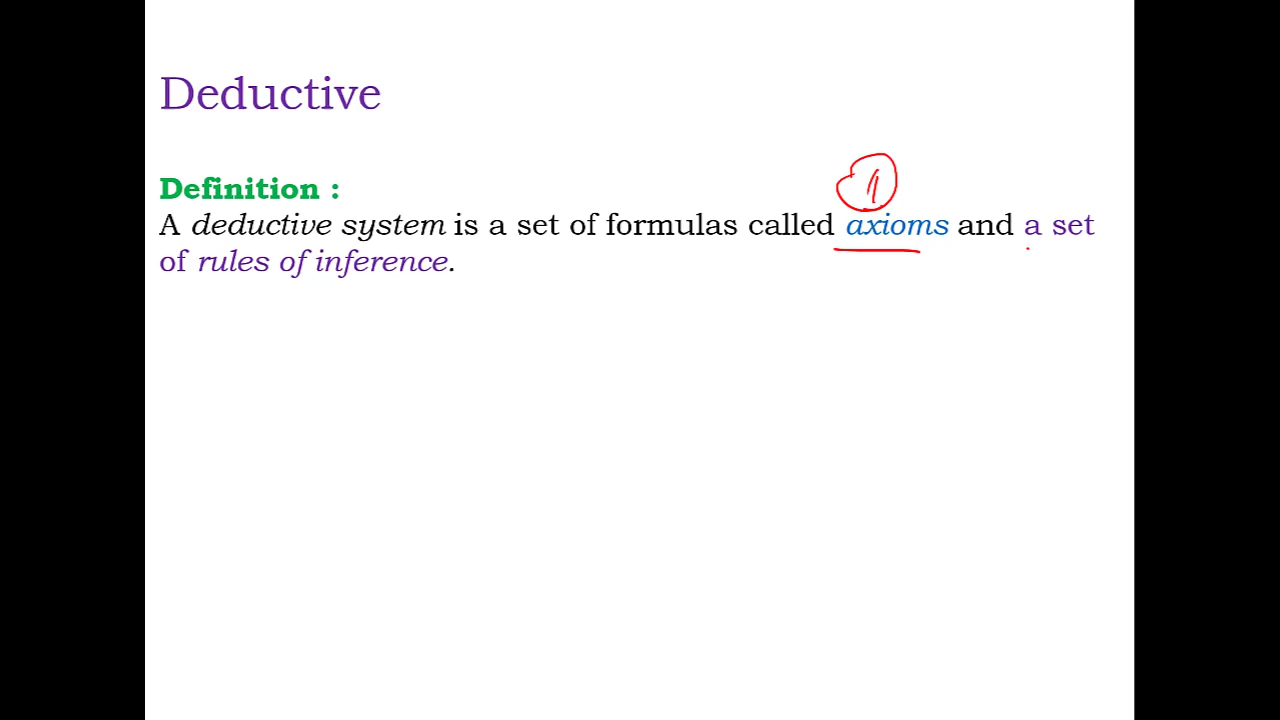 Deductive
Definition :
1
A deductive system is a set of formulas called axioms and a set
of rules of inference.